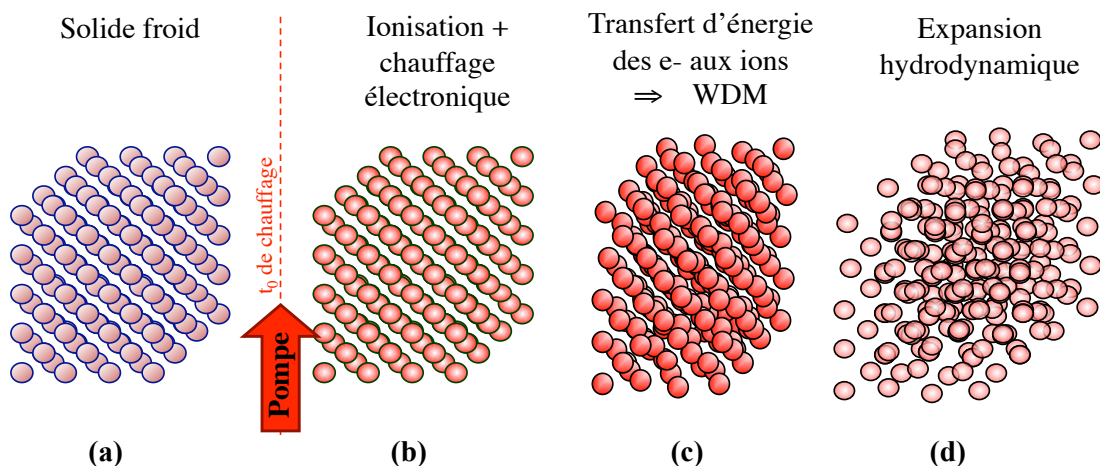 Solide froid
Ionisation +
chauffage
électronique
Transfert d’énergie
des e- aux ions
⇒ WDM
Expansion
hydrodynamique
t₀ de chauffage
Pompe
(a)
(b)
(c)
(d)